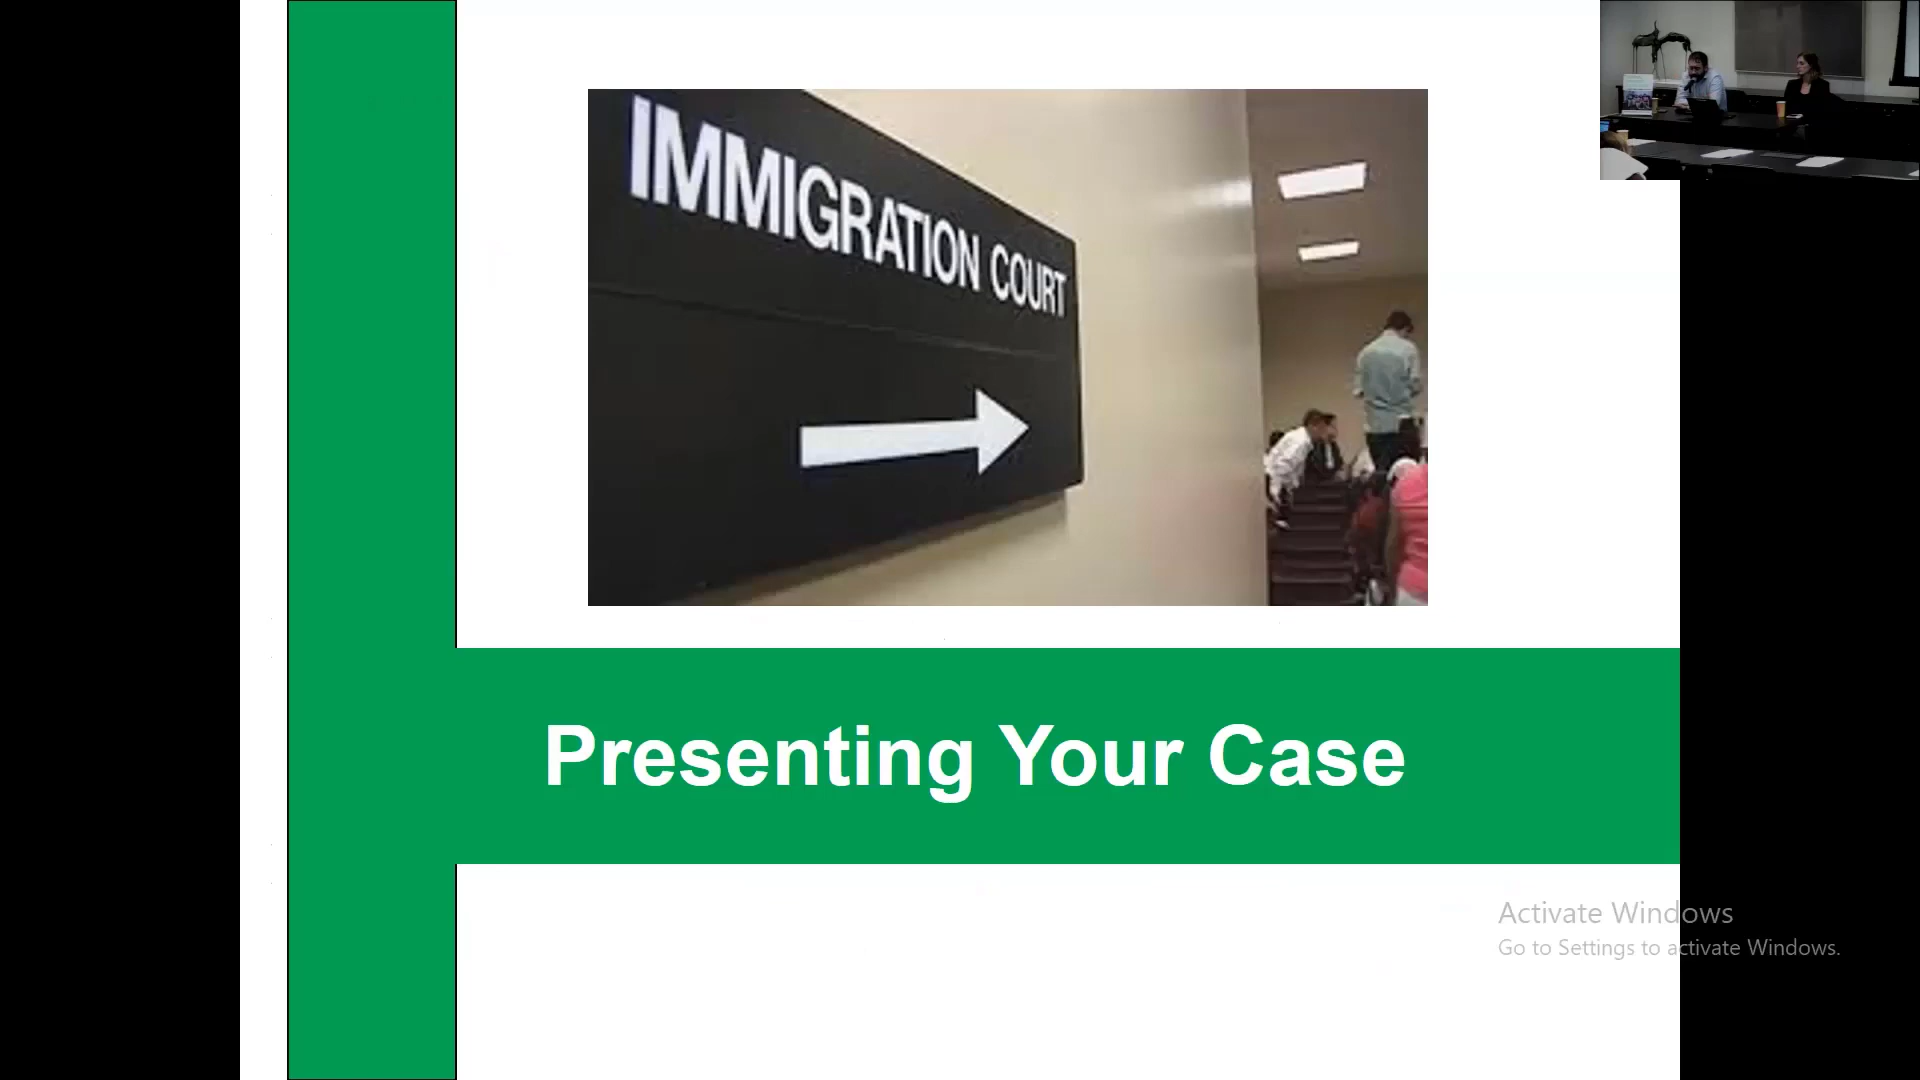 IMMIGRATION COURT
Presenting Your Case
Activate Windows
Go to Settings to activate Windows.